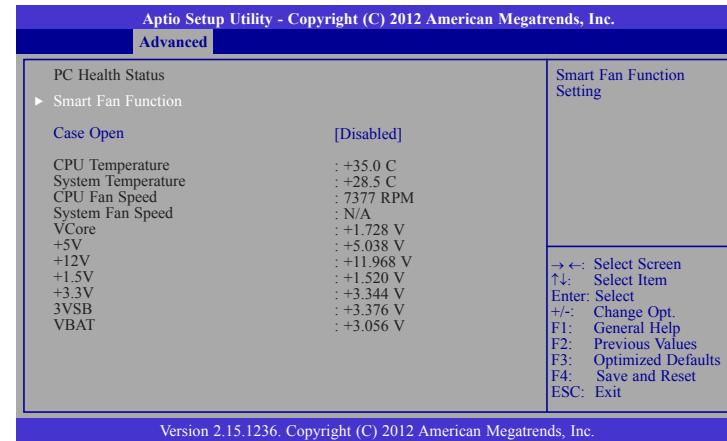 Aptio Setup Utility - Copyright (C) 2012 American Megatrends, Inc.
Advanced
PC Health Status
► Smart Fan Function
Case Open [Disabled]
CPU Temperature : +35.0 C
System Temperature : +28.5 C
CPU Fan Speed : 7377 RPM
System Fan Speed : N/A
VCore : +1.728 V
+5V : +5.038 V
+12V : +11.968 V
+1.5V : +1.520 V
+3.3V : +3.344 V
3VSB : +3.376 V
VBAT : +3.056 V
Smart Fan Function
Setting
→ ←: Select Screen
↑↓: Select Item
Enter: Select
+/-: Change Opt.
F1: General Help
F2: Previous Values
F3: Optimized Defaults
F4: Save and Reset
ESC: Exit
Version 2.15.1236. Copyright (C) 2012 American Megatrends, Inc.